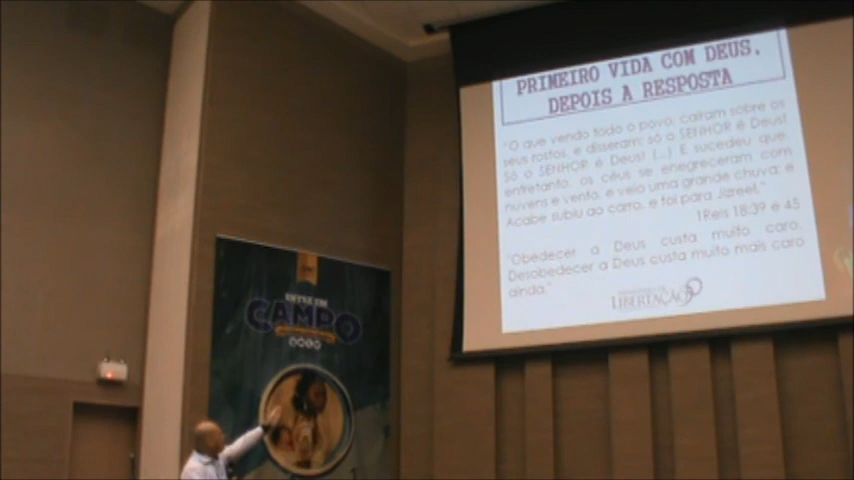 PRIMEIRO VIDA COM DEUS,
DEPOIS A RESPOSTA
"O que vendo todo o povo, caíram sobre os
seus rostos, e disseram: só o SENHOR é Deus!
Só o SENHOR é Deus! (...) E sucedeu que,
entretanto, os céus se enegreceram com
nuvens e vento, e veio uma grande chuva; e
Acabe subiu ao carro, e foi para Jizreel."
1Reis 18:39 e 45
"Obedecer a Deus custa muito caro.
Desobedecer a Deus custa muito mais caro
ainda."
LIBERTAÇÃO
CAMPO